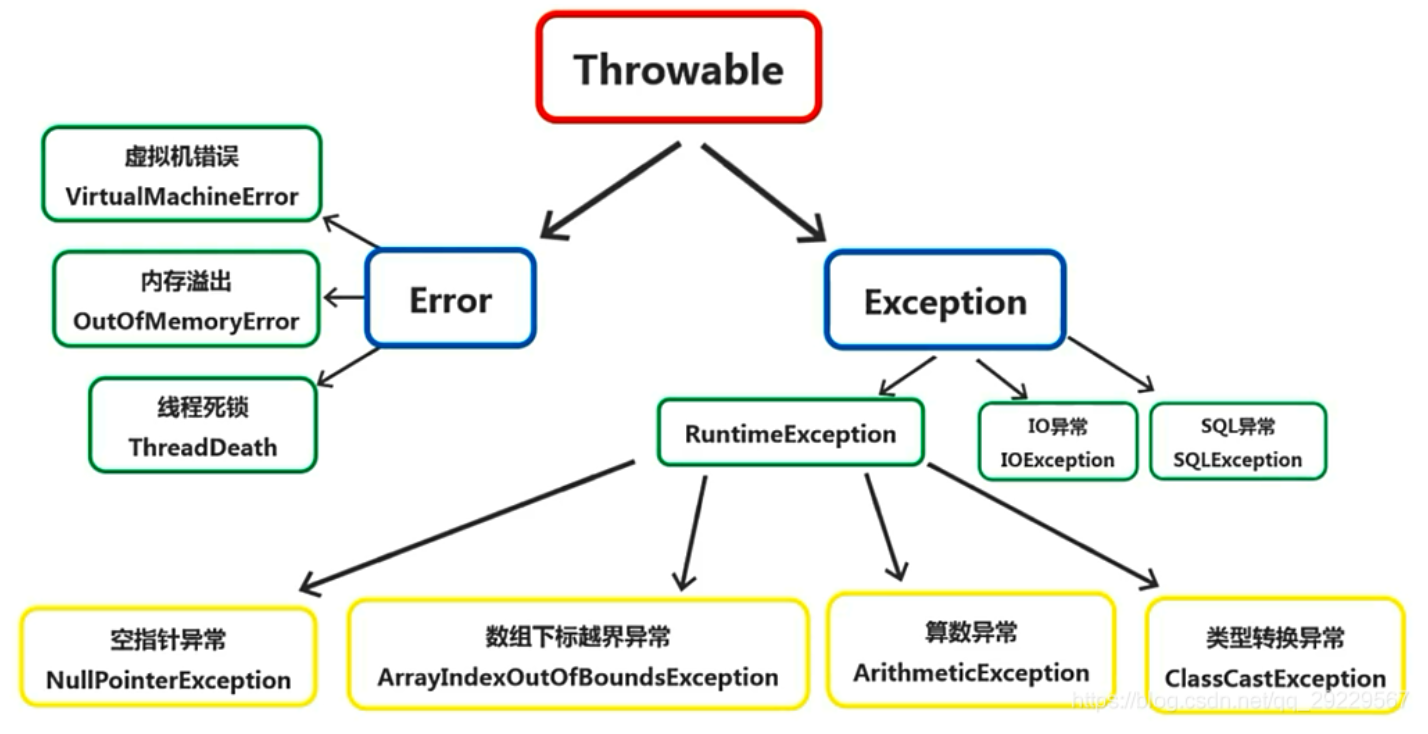 Throwable
虚拟机错误
VirtualMachineError
内存溢出
OutOfMemoryError
线程死锁
ThreadDeath
Error
Exception
RuntimeException
IO异常
IOException
SQL异常
SQLException
空指针异常
NullPointerException
数组下标越界异常
ArrayIndexOutOfBoundsException
算数异常
ArithmeticException
类型转换异常
ClassCastException
https://blog.csdn.net/qq_29229567